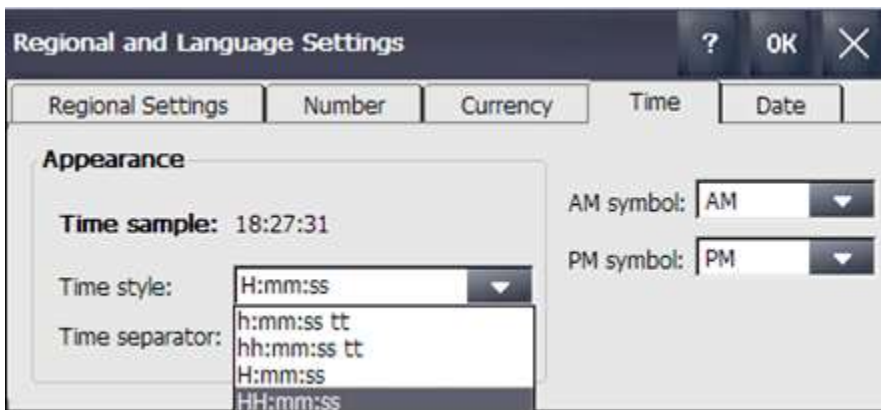 Regional and Language Settings ? OK
Regional Settings Number Currency Time Date
Appearance
Time sample: 18:27:31
Time style: H:mm:ss
h:mm:ss tt
hh:mm:ss tt
H:mm:ss
HH:mm:ss
Time separator:
AM symbol: AM
PM symbol: PM